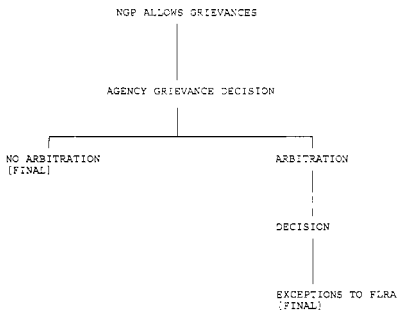 NGP ALLOWS GRIEVANCES
AGENCY GRIEVANCE DECISION
NO ARBITRATION
[FINAL]
ARBITRATION
DECISION
EXCEPTIONS TO FLRA
[FINAL]